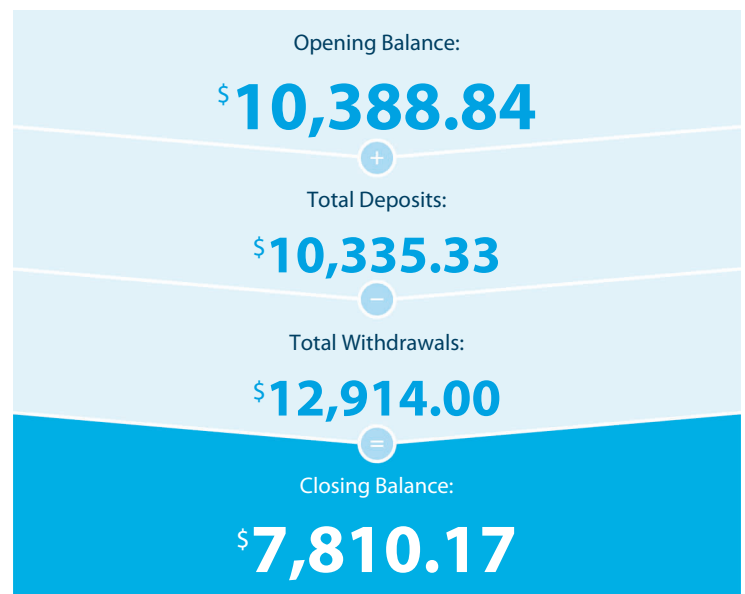 Opening Balance:
$10,388.84
+
Total Deposits:
$10,335.33
−
Total Withdrawals:
$12,914.00
=
Closing Balance:
$7,810.17